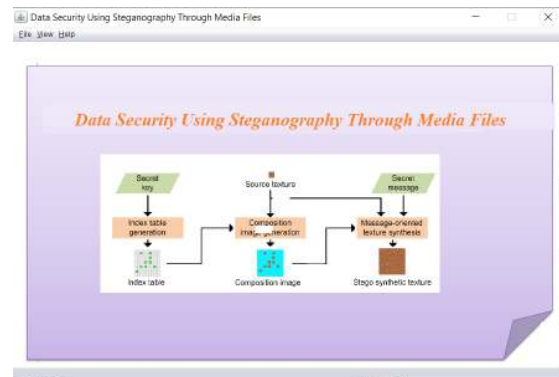 Data Security Using Steganography Through Media Files
File View Help
Data Security Using Steganography Through Media Files
Secret
key
Source texture
Secret
message
Index table
generation
Composition
image generation
Message-oriented
texture synthesis
Index table
Composition image
Stego synthetic texture